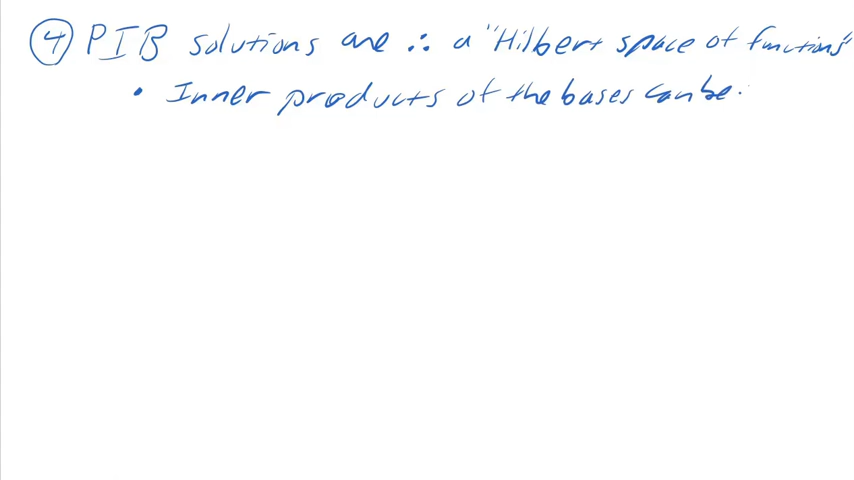 ④ PIB solutions are ∴ a "Hilbert space of functions"
• Inner products of the bases can be